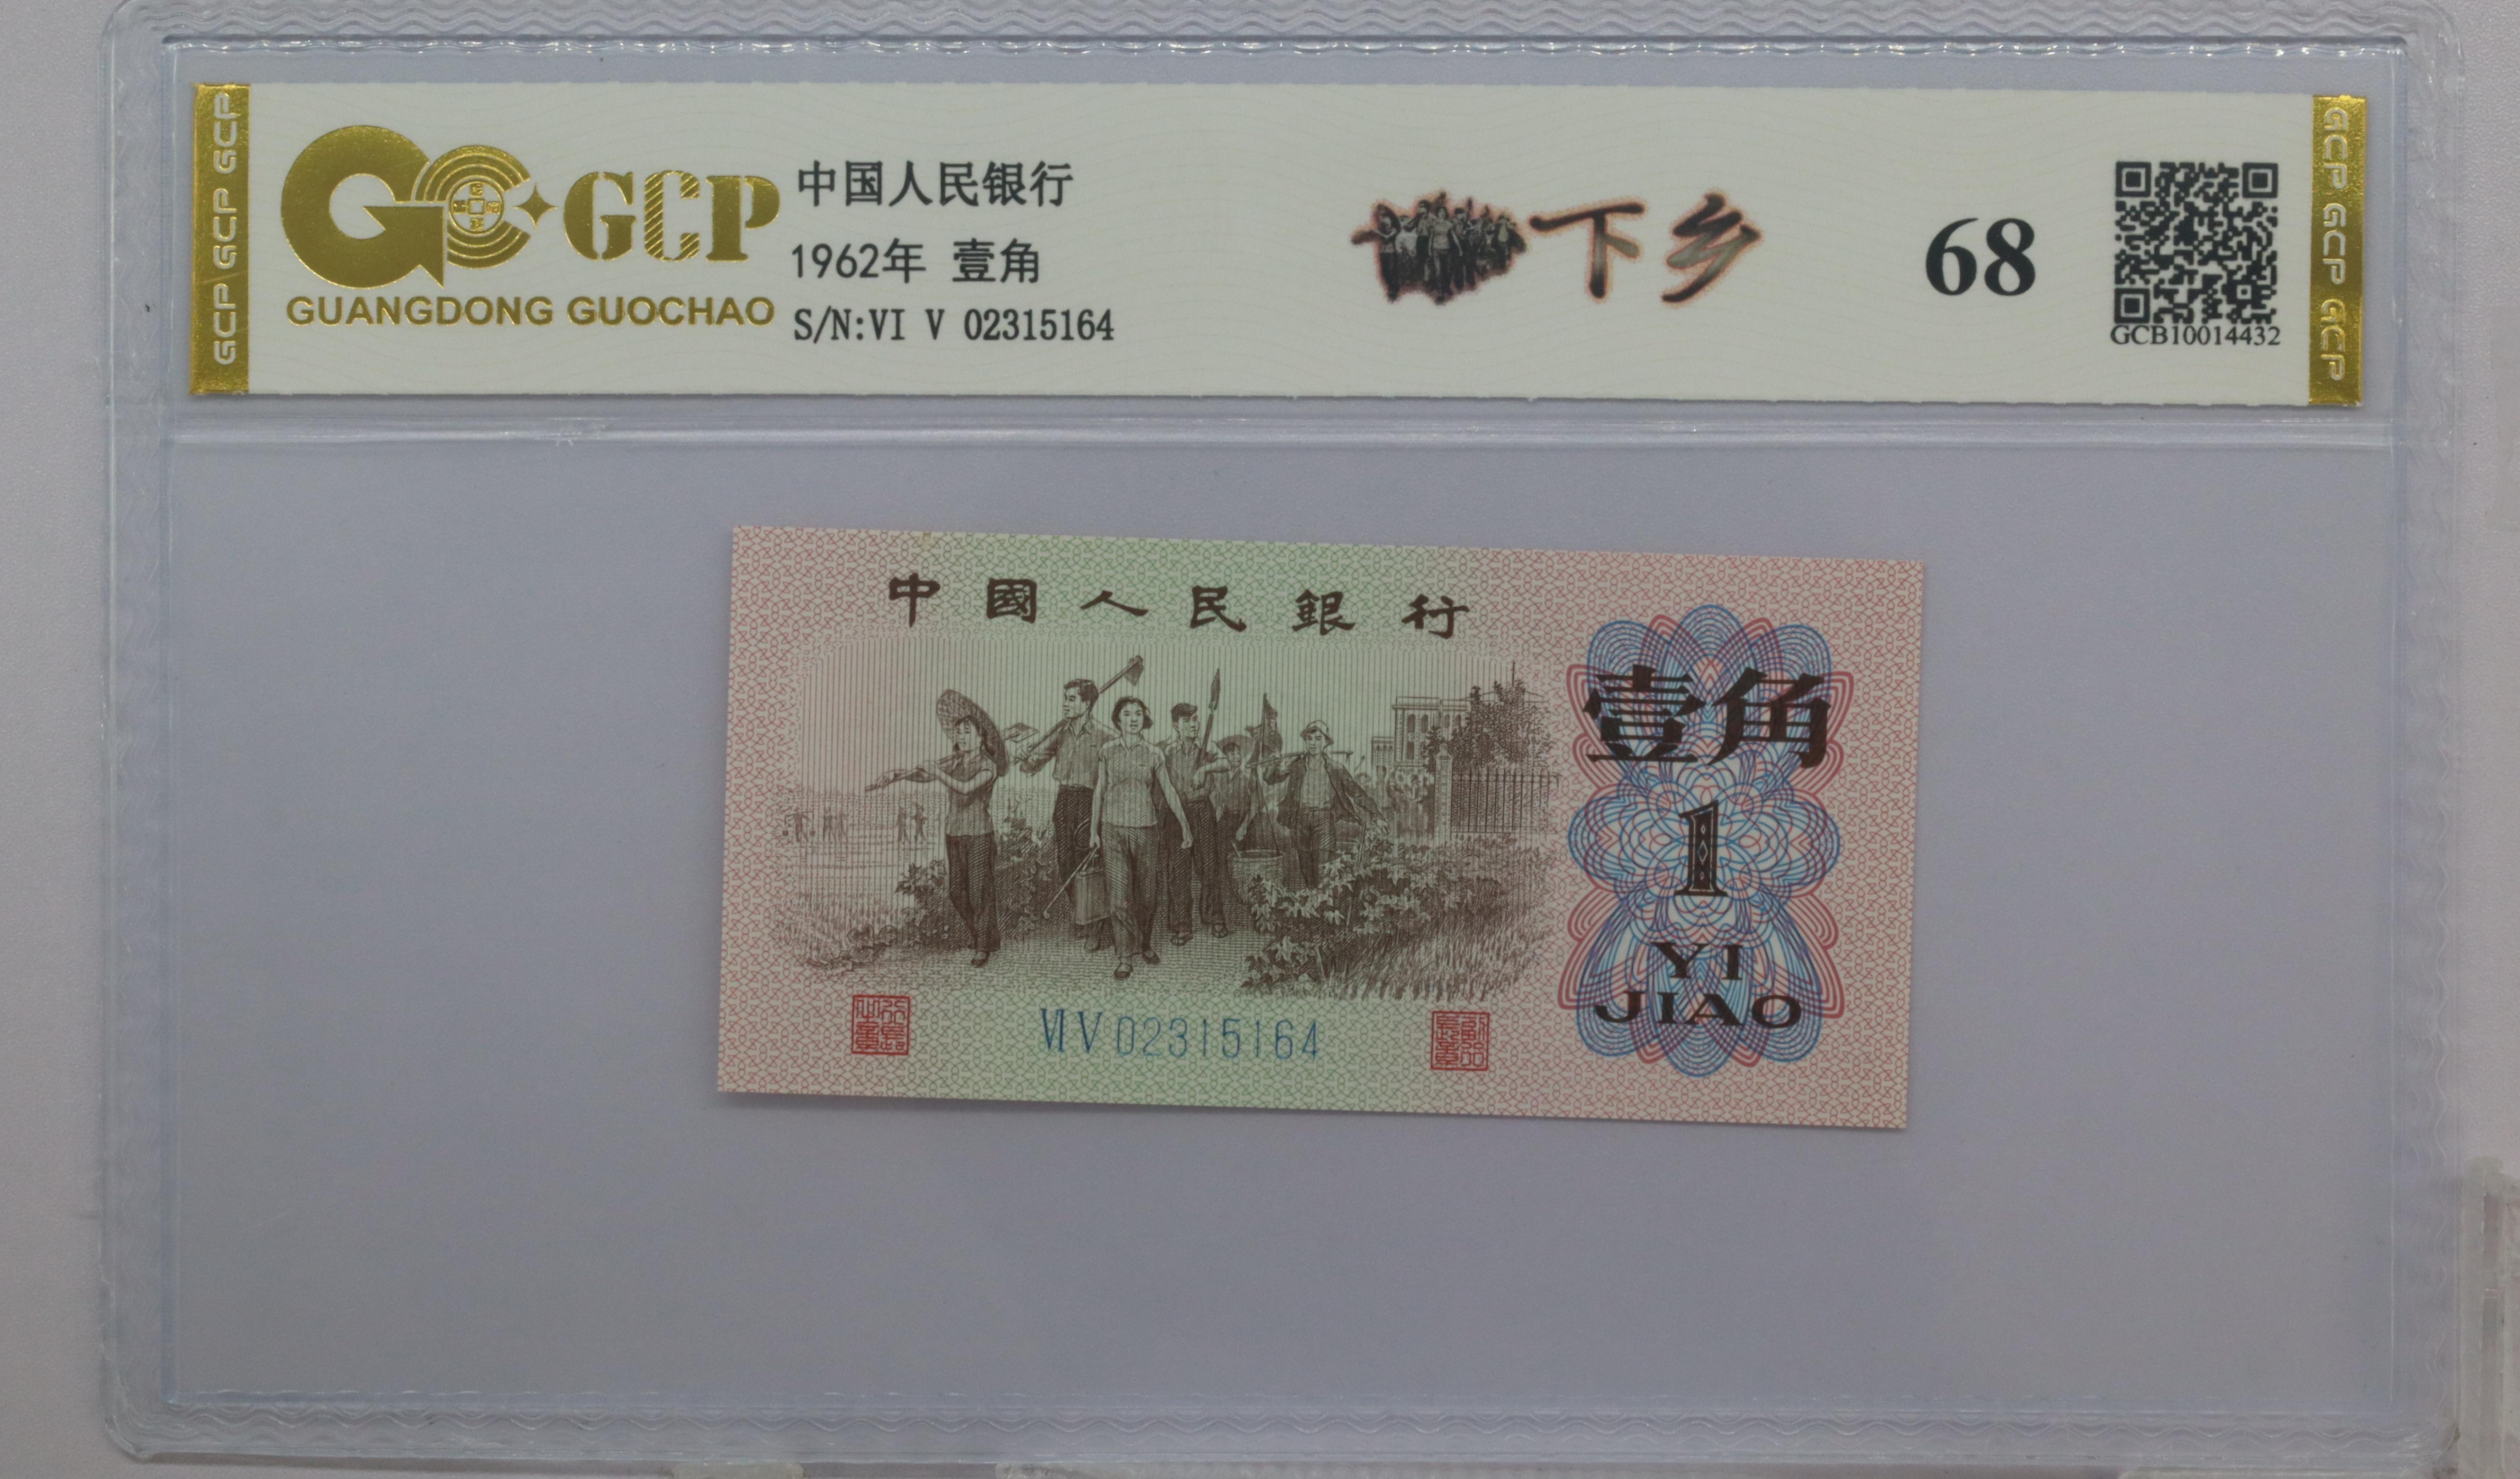 GCP GCP GCP GCP
GCP
GUANGDONG GUOCHAO
中国人民银行
1962年 壹角
S/N:VI V 02315164
下乡
68
GCB10014432
GCP GCP GCP GCP
中國人民銀行
壹角
1
YI
JIAO
VI V 02315164